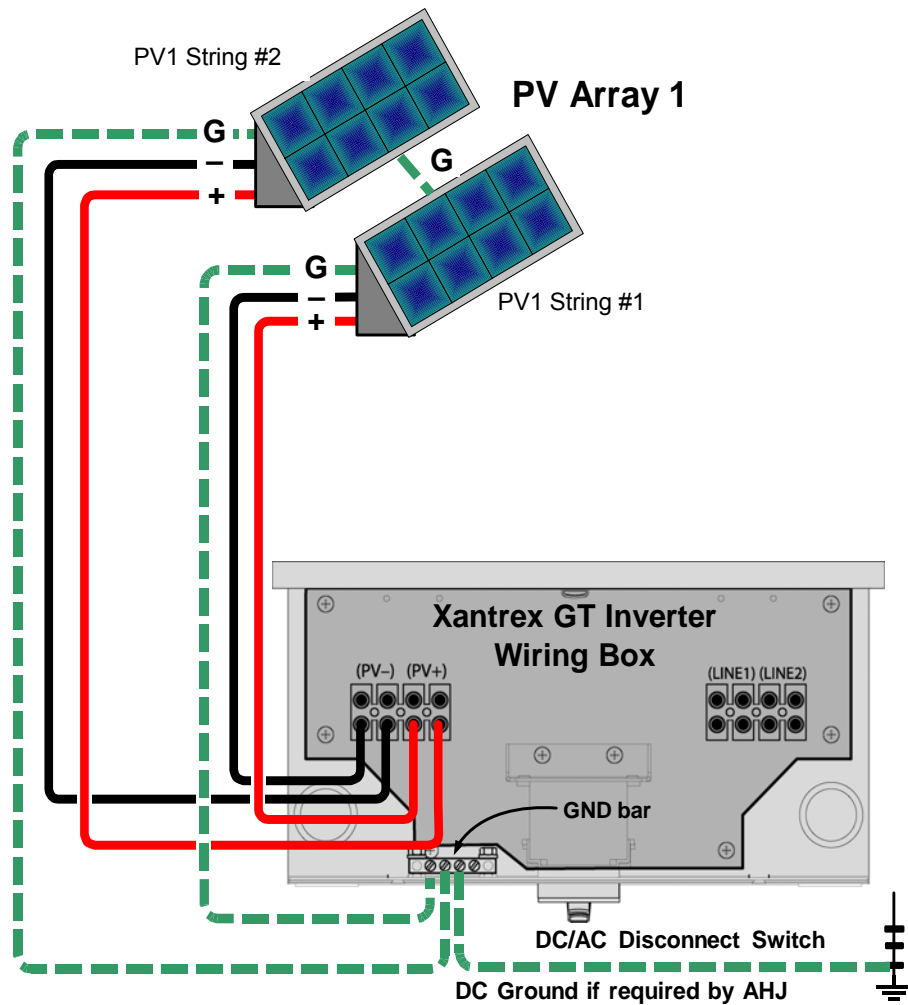 PV1 String #2
PV Array 1
G
–
+
G
G
–
+
PV1 String #1
Xantrex GT Inverter
Wiring Box
(PV–) (PV+)
(LINE1) (LINE2)
GND bar
DC/AC Disconnect Switch
DC Ground if required by AHJ